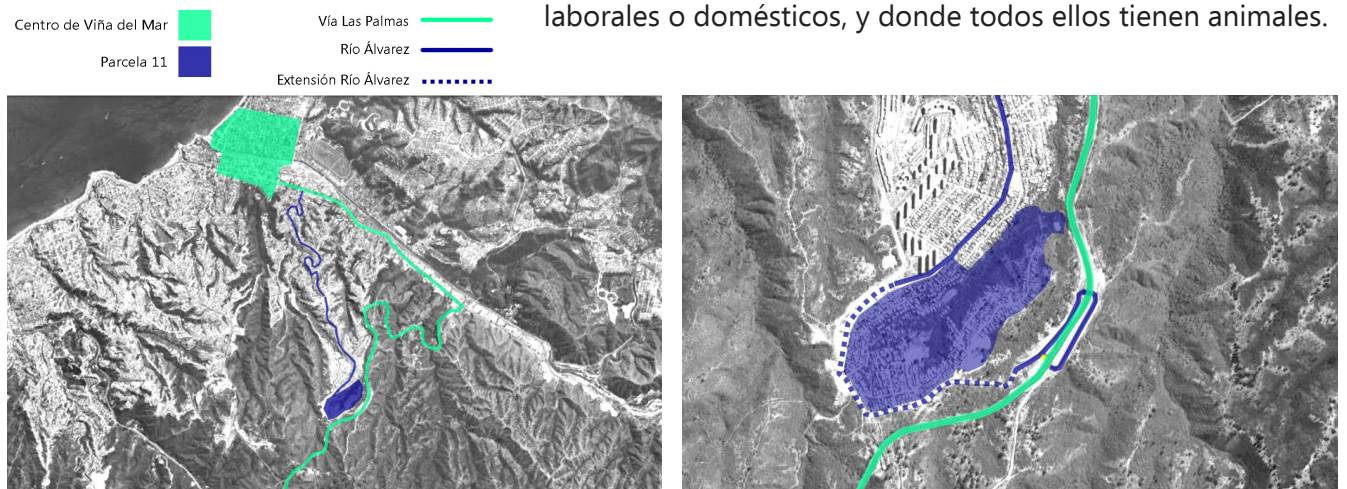 laborales o domésticos, y donde todos ellos tienen animales.
Centro de Viña del Mar
Parcela 11
Vía Las Palmas
Río Álvarez
Extensión Río Álvarez